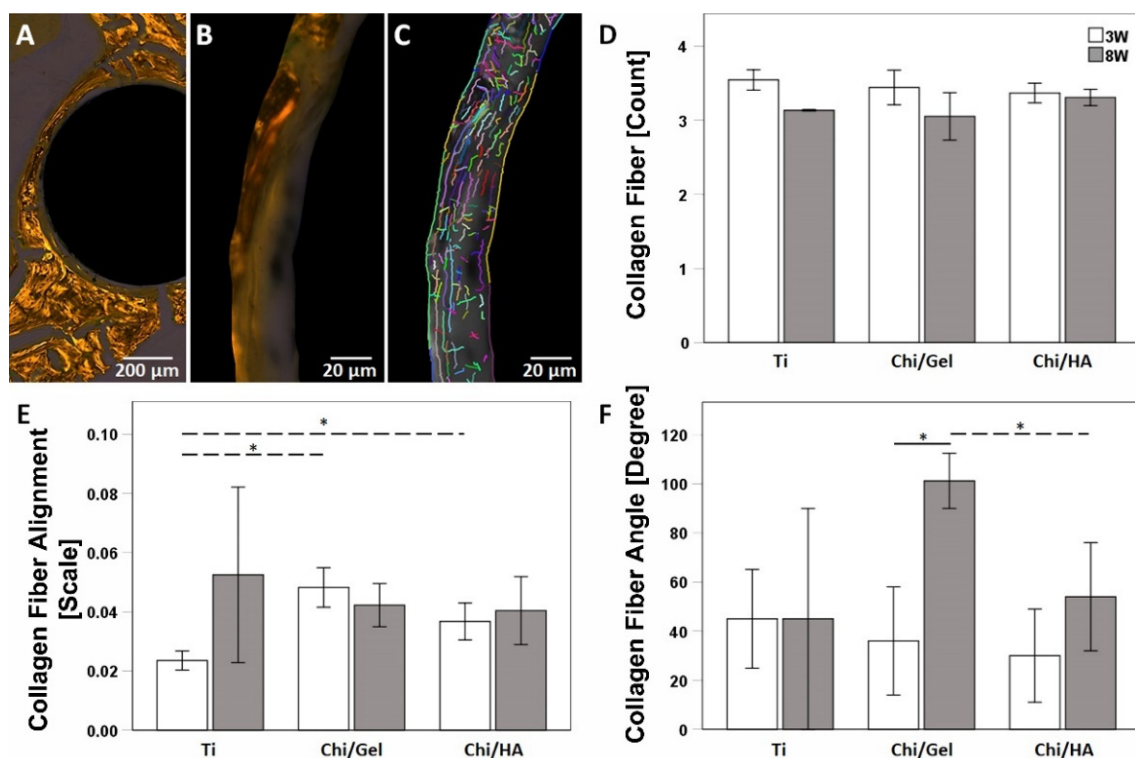 A
200 µm
B
20 µm
C
20 µm
D
3W
8W
Collagen Fiber [Count]
4
3
2
1
0
Ti Chi/Gel Chi/HA
E
Collagen Fiber Alignment
[Scale]
0.10
0.08
0.06
0.04
0.02
0.00
*
*
Ti Chi/Gel Chi/HA
F
Collagen Fiber Angle [Degree]
120
100
80
60
40
20
0
*
*
Ti Chi/Gel Chi/HA